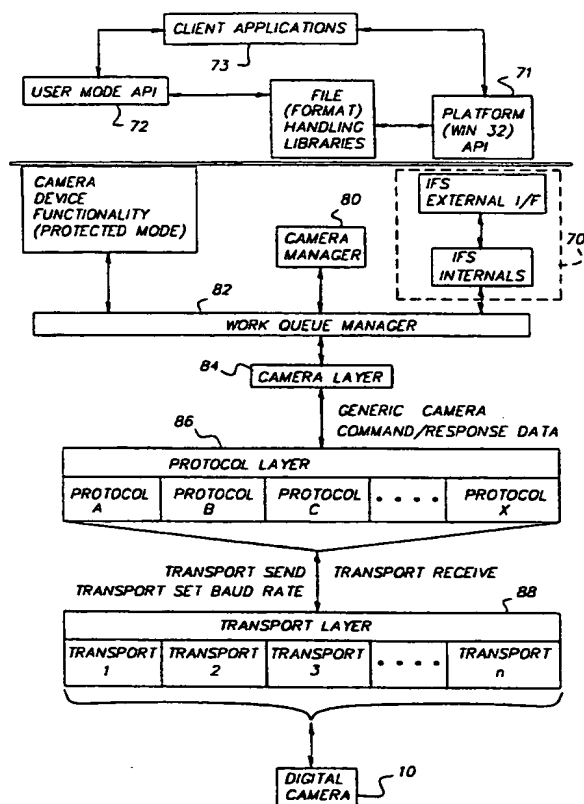 CLIENT APPLICATIONS
73
USER MODE API
72
FILE
(FORMAT)
HANDLING
LIBRARIES
71
PLATFORM
(WIN 32)
API
CAMERA
DEVICE
FUNCTIONALITY
(PROTECTED MODE)
80
CAMERA
MANAGER
IFS
EXTERNAL I/F
70
IFS
INTERNALS
82
WORK QUEUE MANAGER
84
CAMERA LAYER
GENERIC CAMERA
COMMAND/RESPONSE DATA
86
PROTOCOL LAYER
PROTOCOL
A
PROTOCOL
B
PROTOCOL
C
• • • •
PROTOCOL
X
TRANSPORT SEND
TRANSPORT SET BAUD RATE
TRANSPORT RECEIVE
88
TRANSPORT LAYER
TRANSPORT
1
TRANSPORT
2
TRANSPORT
3
• • • •
TRANSPORT
n
DIGITAL
CAMERA
10